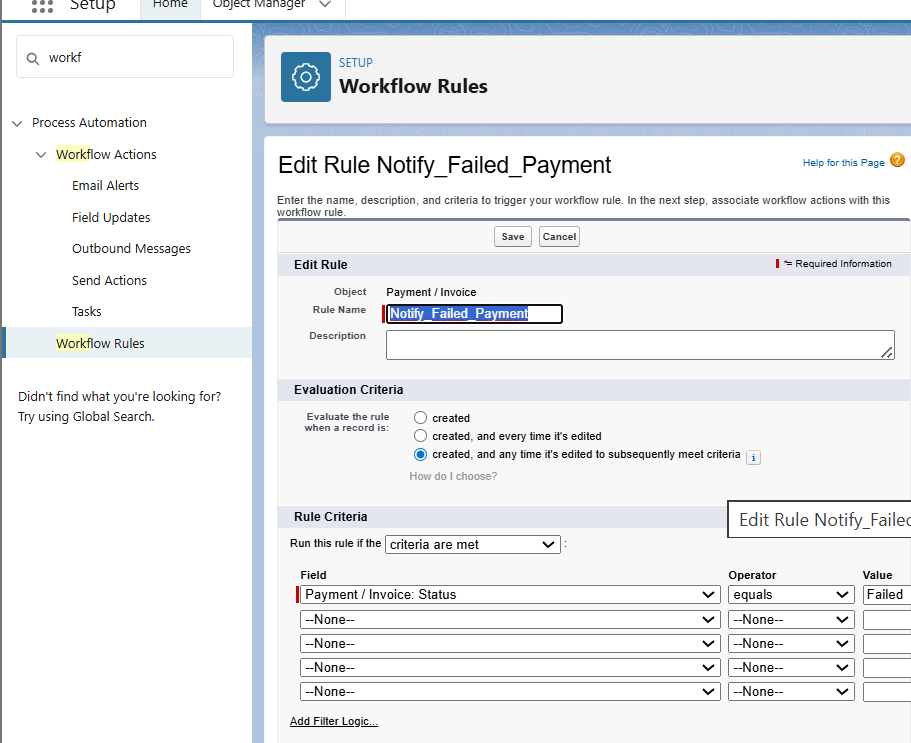 Setup
Home
Object Manager
workf
Process Automation
Workflow Actions
Email Alerts
Field Updates
Outbound Messages
Send Actions
Tasks
Workflow Rules
Didn't find what you're looking for?
Try using Global Search.
SETUP
Workflow Rules
Edit Rule Notify_Failed_Payment
Help for this Page ?
Enter the name, description, and criteria to trigger your workflow rule. In the next step, associate workflow actions with this
workflow rule.
Save Cancel
Edit Rule
*= Required Information
Object Payment / Invoice
Rule Name Notify_Failed_Payment
Description
Evaluation Criteria
Evaluate the rule
when a record is:
created
created, and every time it's edited
created, and any time it's edited to subsequently meet criteria i
How do I choose?
Rule Criteria
Edit Rule Notify_Failed
Run this rule if the criteria are met :
Field Operator Value
Payment / Invoice: Status equals Failed
--None-- --None--
--None-- --None--
--None-- --None--
--None-- --None--
Add Filter Logic...